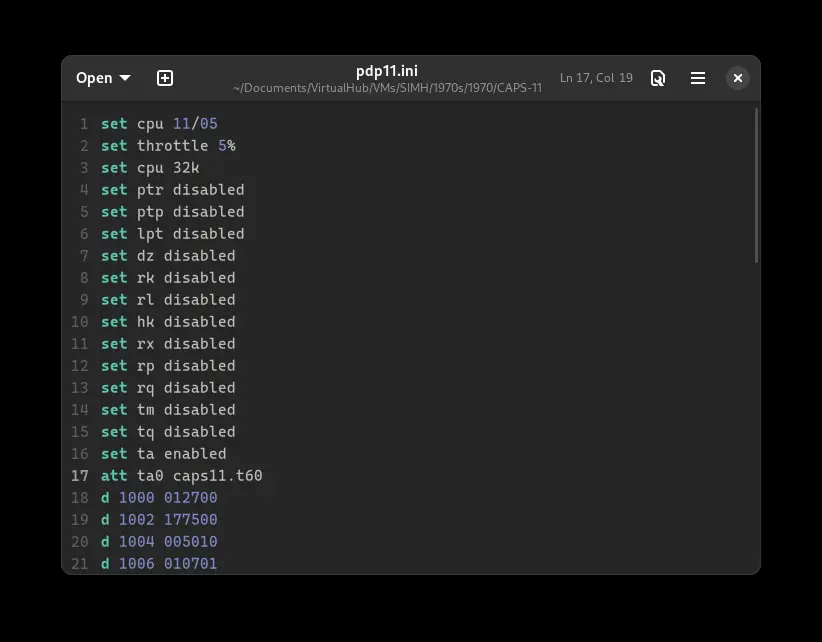 Open
pdp11.ini
~/Documents/VirtualHub/VMs/SIMH/1970s/1970/CAPS-11
Ln 17, Col 19
1 set cpu 11/05
2 set throttle 5%
3 set cpu 32k
4 set ptr disabled
5 set ptp disabled
6 set lpt disabled
7 set dz disabled
8 set rk disabled
9 set rl disabled
10 set hk disabled
11 set rx disabled
12 set rp disabled
13 set rq disabled
14 set tm disabled
15 set tq disabled
16 set ta enabled
17 att ta0 caps11.t60
18 d 1000 012700
19 d 1002 177500
20 d 1004 005010
21 d 1006 010701